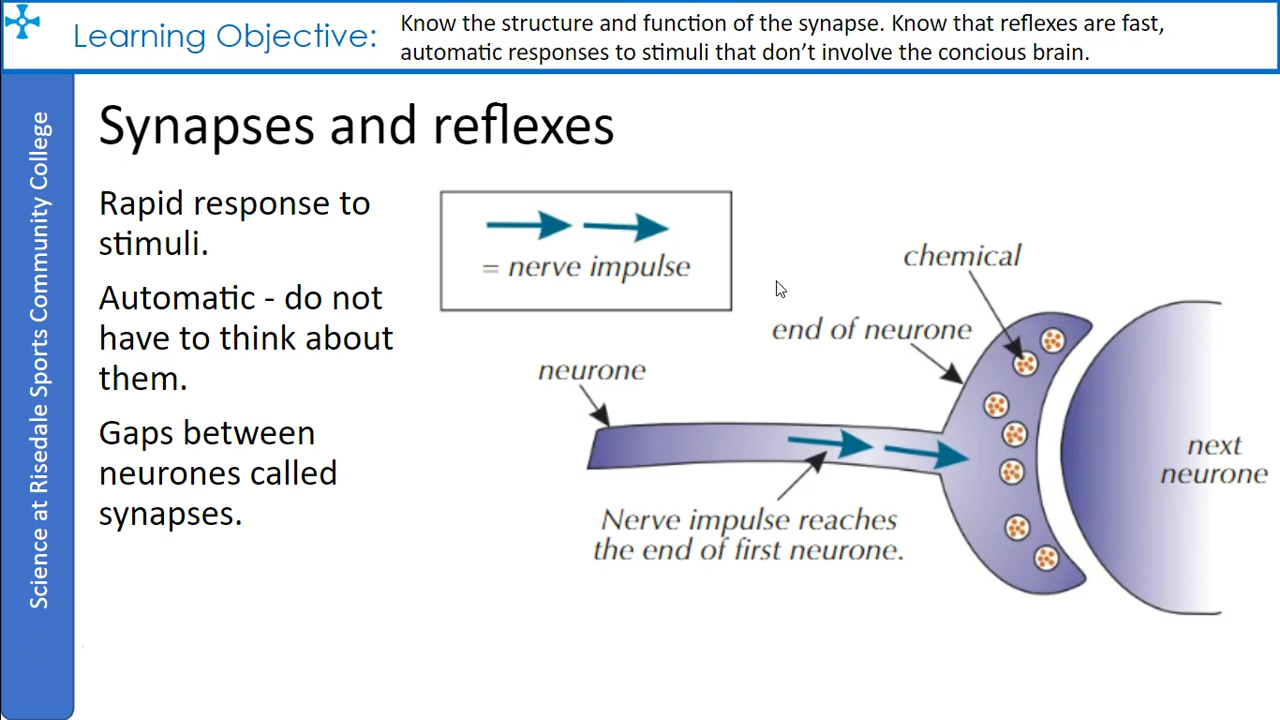 Learning Objective:
Know the structure and function of the synapse. Know that reflexes are fast,
automatic responses to stimuli that don’t involve the concious brain.
Science at Risedale Sports Community College
Synapses and reflexes
Rapid response to
stimuli.
Automatic - do not
have to think about
them.
Gaps between
neurones called
synapses.
= nerve impulse
chemical
end of neurone
neurone
next
neurone
Nerve impulse reaches
the end of first neurone.